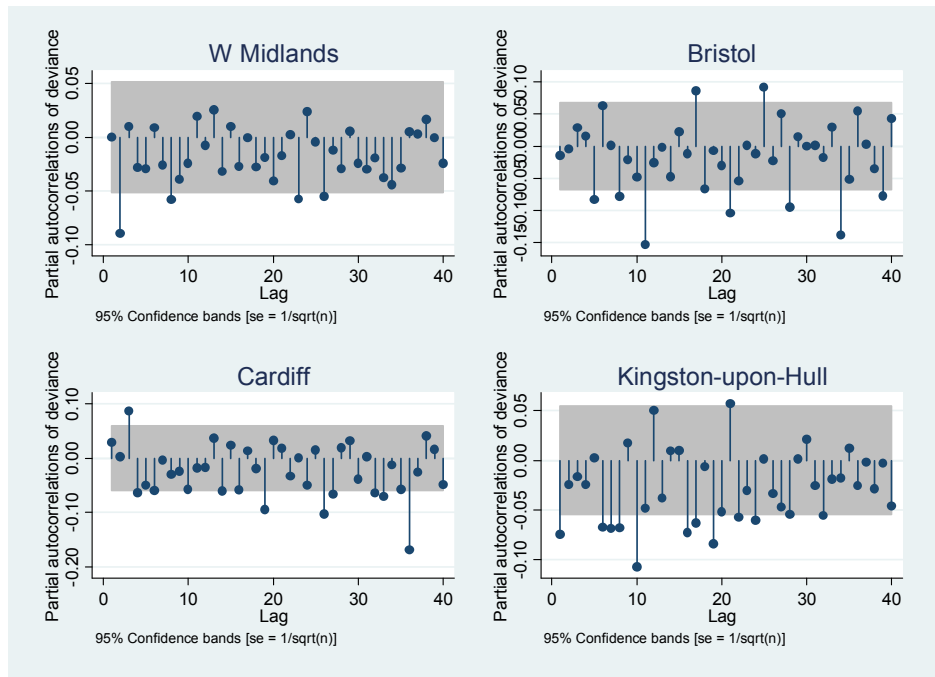 W Midlands
Partial autocorrelations of deviance
0.05
0.00
-0.05
-0.10
0 10 20 30 40
Lag
95% Confidence bands [se = 1/sqrt(n)]
Bristol
Partial autocorrelations of deviance
-0.150.100.050.000.050.10
0 10 20 30 40
Lag
95% Confidence bands [se = 1/sqrt(n)]
Cardiff
Partial autocorrelations of deviance
0.10
0.00
-0.10
-0.20
0 10 20 30 40
Lag
95% Confidence bands [se = 1/sqrt(n)]
Kingston-upon-Hull
Partial autocorrelations of deviance
0.05
0.00
-0.05
-0.10
0 10 20 30 40
Lag
95% Confidence bands [se = 1/sqrt(n)]